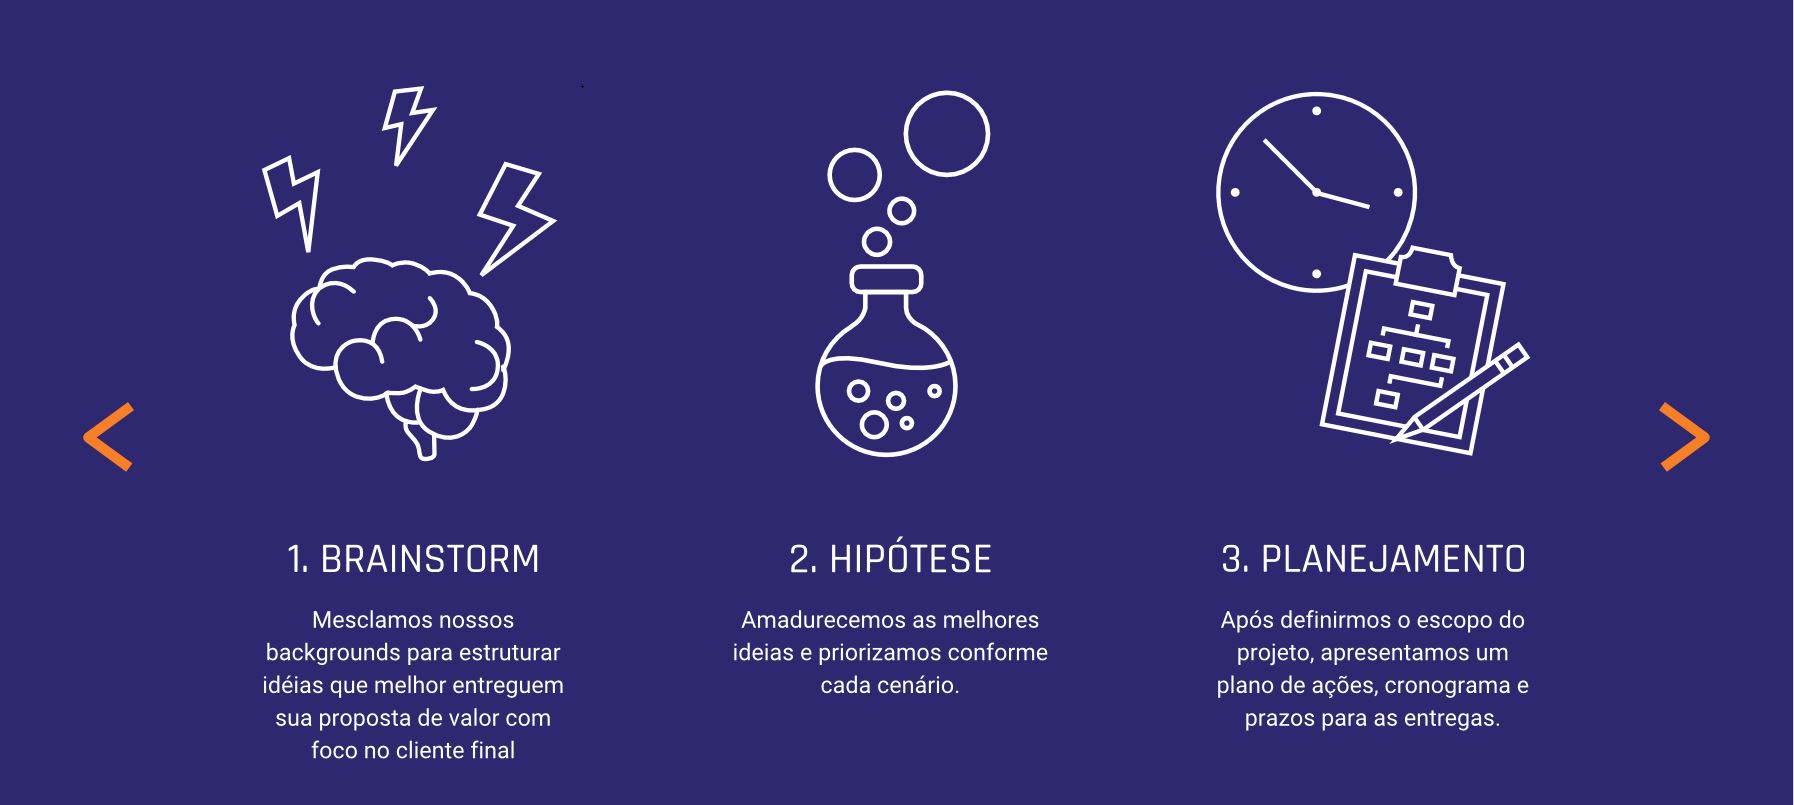 1. BRAINSTORM
Mesclamos nossos
backgrounds para estruturar
idéias que melhor entreguem
sua proposta de valor com
foco no cliente final
2. HIPÓTESE
Amadurecemos as melhores
ideias e priorizamos conforme
cada cenário.
3. PLANEJAMENTO
Após definirmos o escopo do
projeto, apresentamos um
plano de ações, cronograma e
prazos para as entregas.